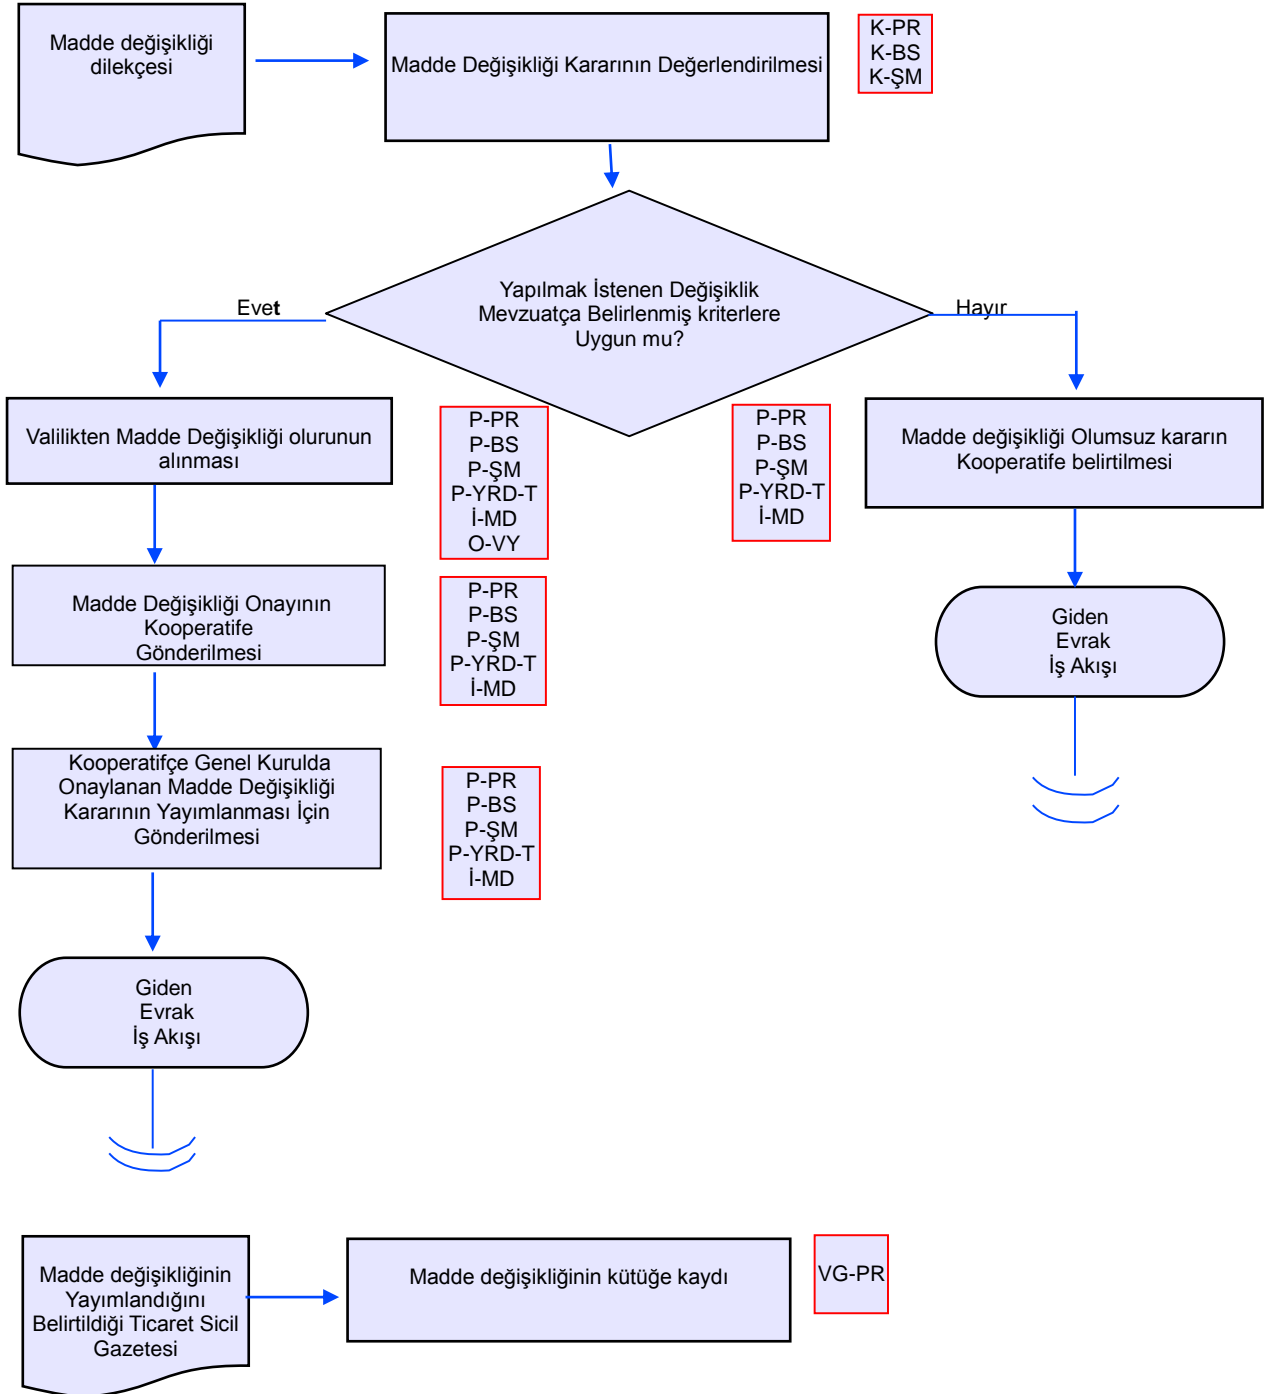 Madde değişikliği
dilekçesi
Madde Değişikliği Kararının Değerlendirilmesi
K-PR
K-BS
K-ŞM
Yapılmak İstenen Değişiklik
Mevzuatça Belirlenmiş kriterlere
Uygun mu?
Evet
Hayır
Valilikten Madde Değişikliği olurunun
alınması
P-PR
P-BS
P-ŞM
P-YRD-T
İ-MD
O-VY
P-PR
P-BS
P-ŞM
P-YRD-T
İ-MD
Madde değişikliği Olumsuz kararın
Kooperatife belirtilmesi
Madde Değişikliği Onayının
Kooperatife
Gönderilmesi
P-PR
P-BS
P-ŞM
P-YRD-T
İ-MD
Giden
Evrak
İş Akışı
Kooperatifçe Genel Kurulda
Onaylanan Madde Değişikliği
Kararının Yayımlanması İçin
Gönderilmesi
P-PR
P-BS
P-ŞM
P-YRD-T
İ-MD
Giden
Evrak
İş Akışı
Madde değişikliğinin
Yayımlandığını
Belirtildiği Ticaret Sicil
Gazetesi
Madde değişikliğinin kütüğe kaydı
VG-PR